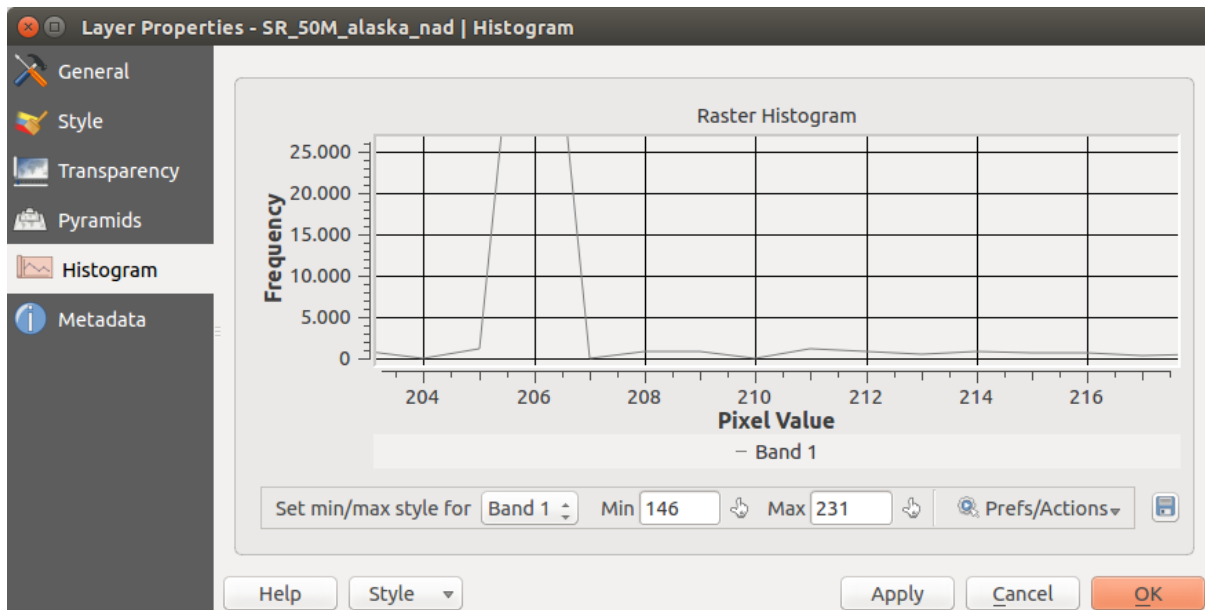 Layer Properties - SR_50M_alaska_nad | Histogram
General
Style
Transparency
Pyramids
Histogram
Metadata
Raster Histogram
25.000
20.000
15.000
10.000
5.000
0
Frequency
204 206 208 210 212 214 216
Pixel Value
Band 1
Set min/max style for Band 1 Min 146 Max 231 Prefs/Actions
Help Style Apply Cancel OK